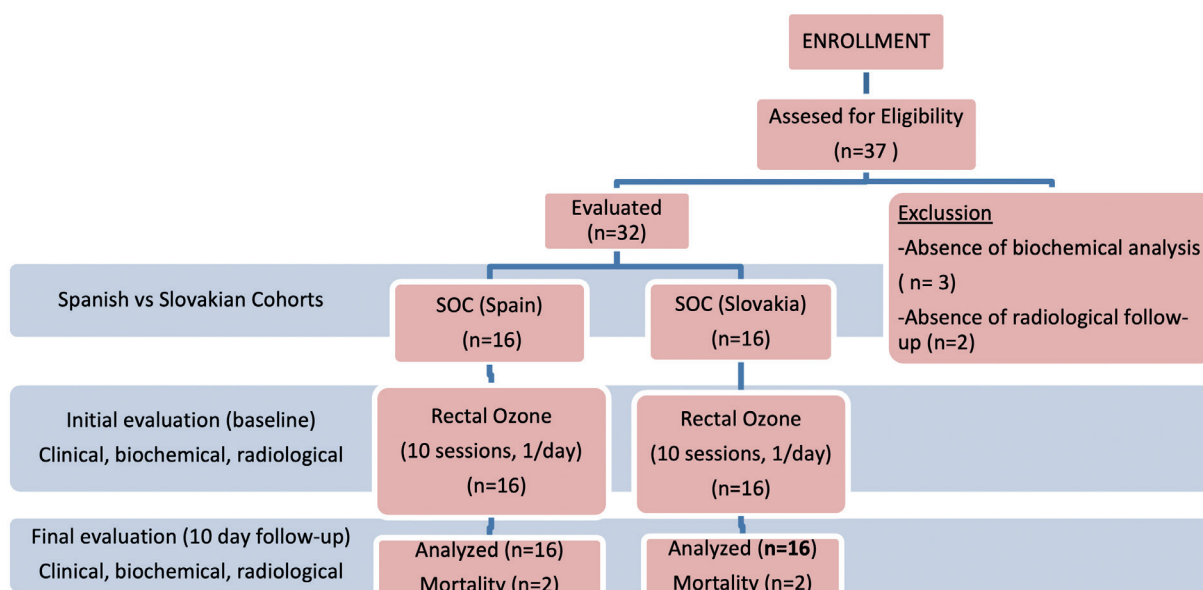 ENROLLMENT
Assesed for Eligibility
(n=37 )
Evaluated
(n=32)
Exclussion
-Absence of biochemical analysis
( n= 3)
-Absence of radiological follow-
up (n=2)
Spanish vs Slovakian Cohorts
SOC (Spain)
(n=16)
SOC (Slovakia)
(n=16)
Initial evaluation (baseline)
Clinical, biochemical, radiological
Rectal Ozone
(10 sessions, 1/day)
(n=16)
Rectal Ozone
(10 sessions, 1/day)
(n=16)
Final evaluation (10 day follow-up)
Clinical, biochemical, radiological
Analyzed (n=16)
Mortality (n=2)
Analyzed (n=16)
Mortality (n=2)